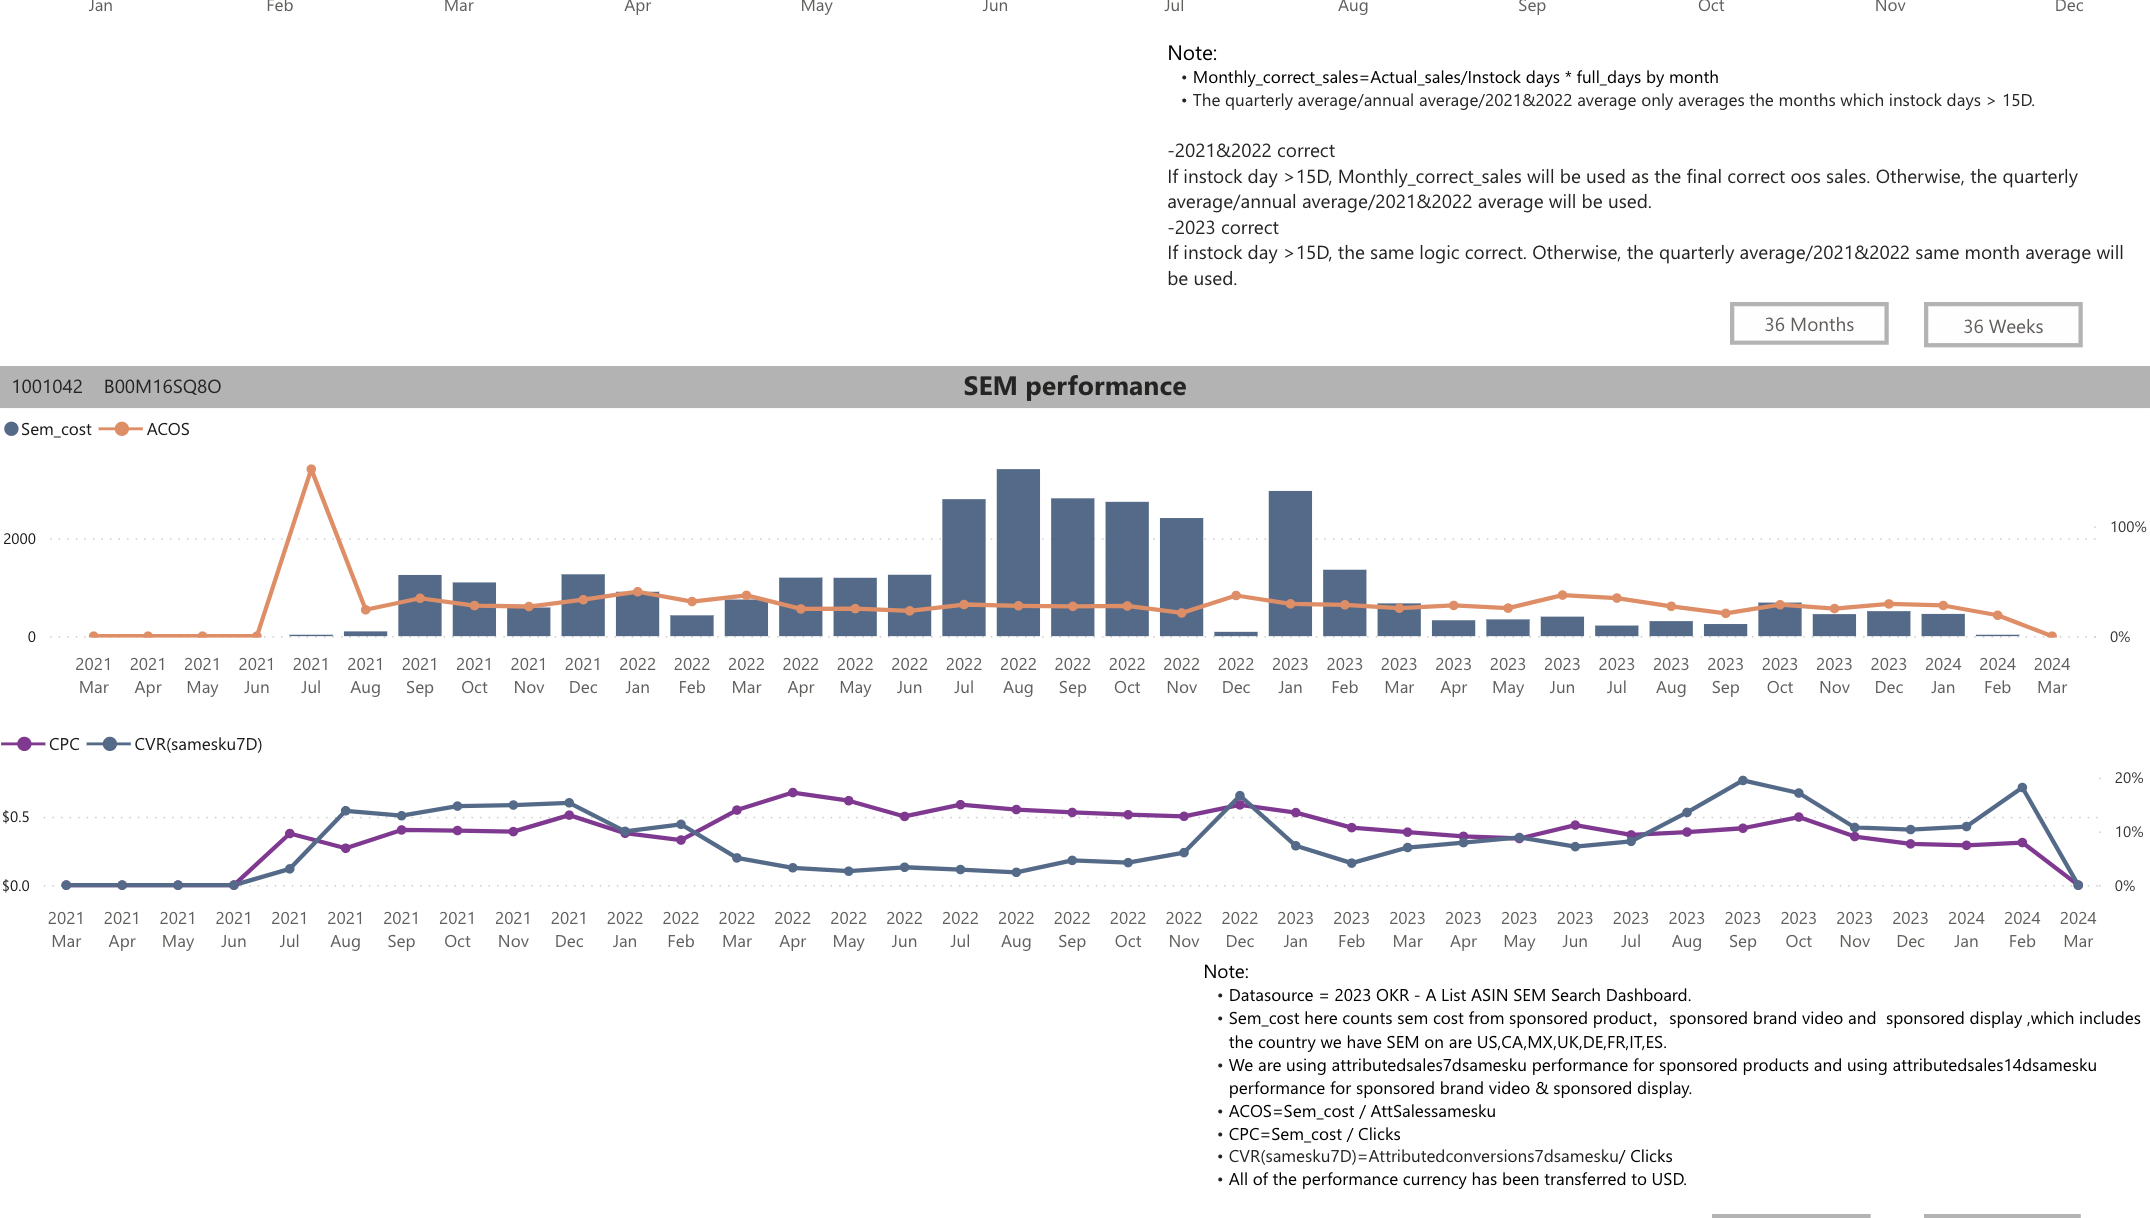 Jan Feb Mar Apr May Jun Jul Aug Sep Oct Nov Dec
Note:
• Monthly_correct_sales=Actual_sales/Instock days * full_days by month
• The quarterly average/annual average/2021&2022 average only averages the months which instock days > 15D.
-2021&2022 correct
If instock day >15D, Monthly_correct_sales will be used as the final correct oos sales. Otherwise, the quarterly
average/annual average/2021&2022 average will be used.
-2023 correct
If instock day >15D, the same logic correct. Otherwise, the quarterly average/2021&2022 same month average will
be used.
36 Months 36 Weeks
1001042 B00M16SQ8O SEM performance
Sem_cost ACOS
100%
2000
0 0%
2021 2021 2021 2021 2021 2021 2021 2021 2021 2021 2022 2022 2022 2022 2022 2022 2022 2022 2022 2022 2022 2022 2023 2023 2023 2023 2023 2023 2023 2023 2023 2023 2023 2023 2024 2024 2024
Mar Apr May Jun Jul Aug Sep Oct Nov Dec Jan Feb Mar Apr May Jun Jul Aug Sep Oct Nov Dec Jan Feb Mar Apr May Jun Jul Aug Sep Oct Nov Dec Jan Feb Mar
CPC CVR(samesku7D)
20%
$0.5
10%
$0.0 0%
2021 2021 2021 2021 2021 2021 2021 2021 2021 2021 2022 2022 2022 2022 2022 2022 2022 2022 2022 2022 2022 2022 2023 2023 2023 2023 2023 2023 2023 2023 2023 2023 2023 2023 2024 2024 2024
Mar Apr May Jun Jul Aug Sep Oct Nov Dec Jan Feb Mar Apr May Jun Jul Aug Sep Oct Nov Dec Jan Feb Mar Apr May Jun Jul Aug Sep Oct Nov Dec Jan Feb Mar
Note:
• Datasource = 2023 OKR - A List ASIN SEM Search Dashboard.
• Sem_cost here counts sem cost from sponsored product， sponsored brand video and sponsored display ,which includes
the country we have SEM on are US,CA,MX,UK,DE,FR,IT,ES.
• We are using attributedsales7dsamesku performance for sponsored products and using attributedsales14dsamesku
performance for sponsored brand video & sponsored display.
• ACOS=Sem_cost / AttSalessamesku
• CPC=Sem_cost / Clicks
• CVR(samesku7D)=Attributedconversions7dsamesku/ Clicks
• All of the performance currency has been transferred to USD.